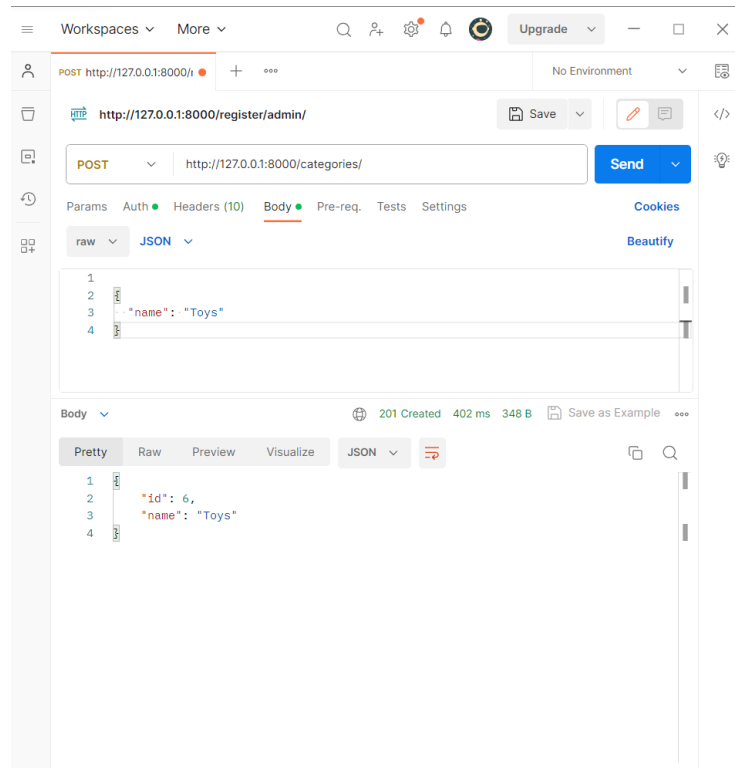 Workspaces More Upgrade
POST http://127.0.0.1:8000/r No Environment
HTTP http://127.0.0.1:8000/register/admin/ Save
POST http://127.0.0.1:8000/categories/ Send
Params Auth Headers (10) Body Pre-req. Tests Settings Cookies
raw JSON Beautify
1
2 {
3 "name": "Toys"
4 }
Body 201 Created 402 ms 348 B Save as Example
Pretty Raw Preview Visualize JSON
1 {
2 "id": 6,
3 "name": "Toys"
4 }